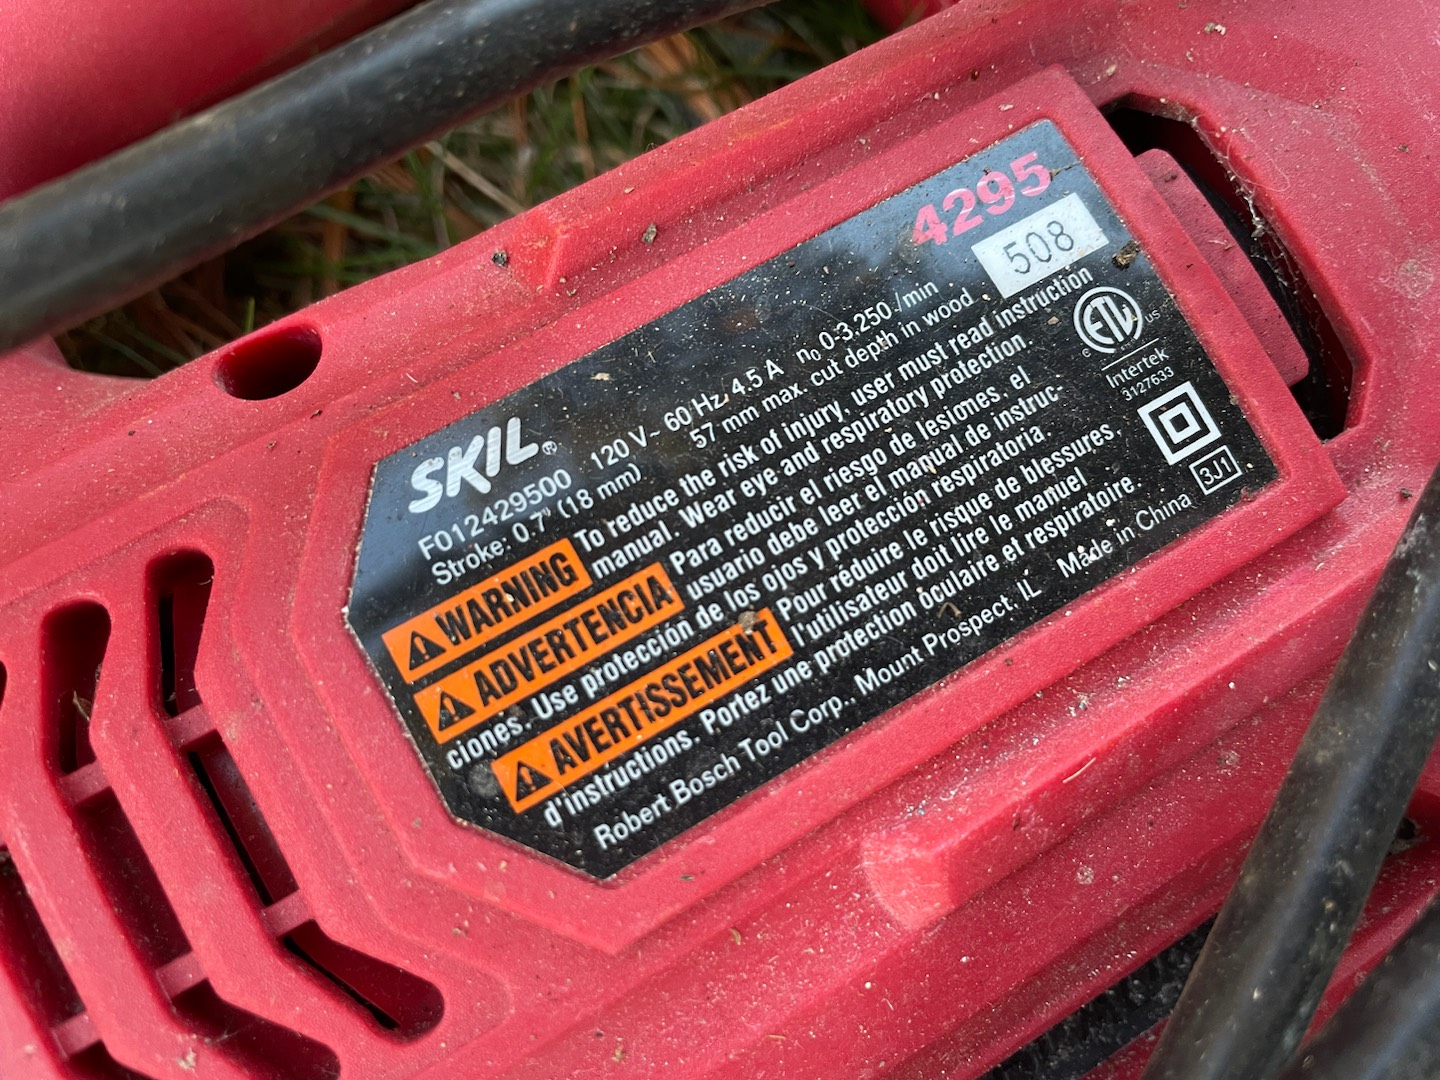 4295
508
SKIL®
F012429500 120 V~ 60 Hz 4.5 A n₀ 0-3,250 /min
Stroke: 0.7" (18 mm) 57 mm max. cut depth in wood
⚠ WARNING To reduce the risk of injury, user must read instruction
manual. Wear eye and respiratory protection.
⚠ ADVERTENCIA Para reducir el riesgo de lesiones, el
usuario debe leer el manual de instruc-
ciones. Use protección de los ojos y protección respiratoria.
⚠ AVERTISSEMENT Pour réduire le risque de blessures,
l'utilisateur doit lire le manuel
d'instructions. Portez une protection oculaire et respiratoire.
Robert Bosch Tool Corp., Mount Prospect, IL Made in China
c ETL us
Intertek
3127633
3J1